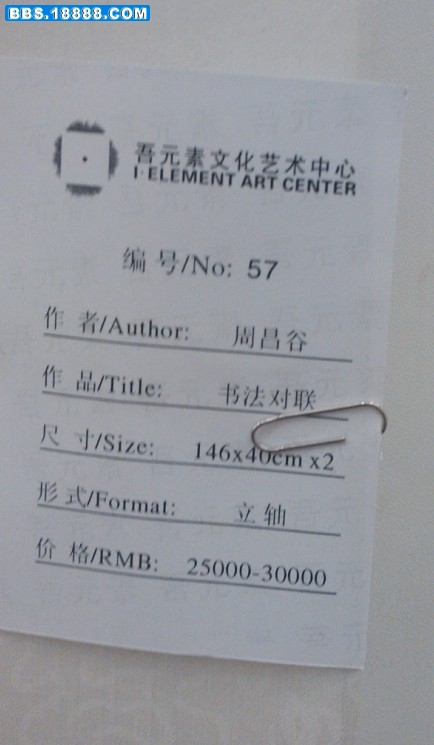 BBS.18888.COM
吾元素文化艺术中心
I·ELEMENT ART CENTER
编 号/No: 57
作 者/Author: 周昌谷
作 品/Title: 书法对联
尺 寸/Size: 146x40cm x2
形 式/Format: 立 轴
价 格/RMB: 25000-30000